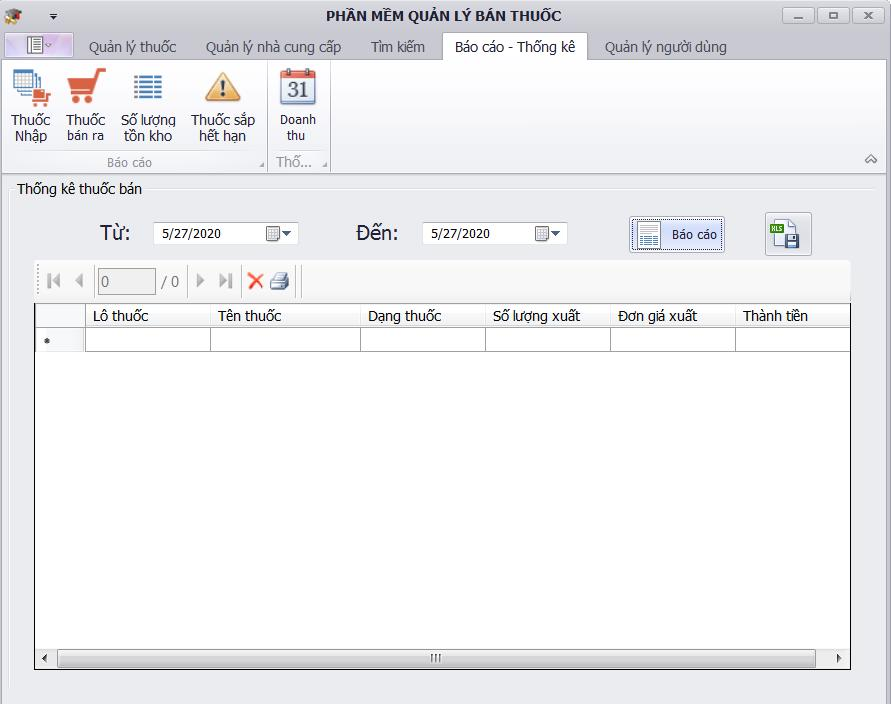 PHẦN MỀM QUẢN LÝ BÁN THUỐC
Quản lý thuốc Quản lý nhà cung cấp Tìm kiếm Báo cáo - Thống kê Quản lý người dùng
Thuốc Nhập
Thuốc bán ra
Số lượng tồn kho
Thuốc sắp hết hạn
31
Doanh thu
Báo cáo Thố...
Thống kê thuốc bán
Từ: 5/27/2020 Đến: 5/27/2020 Báo cáo XLS
0 / 0
Lô thuốc Tên thuốc Dạng thuốc Số lượng xuất Đơn giá xuất Thành tiền